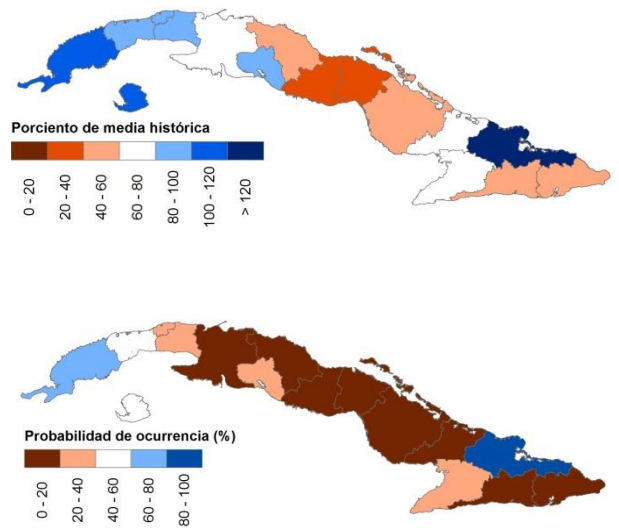 Porciento de media histórica
0 - 20
20 - 40
40 - 60
60 - 80
80 - 100
100 - 120
> 120
Probabilidad de ocurrencia (%)
0 - 20
20 - 40
40 - 60
60 - 80
80 - 100